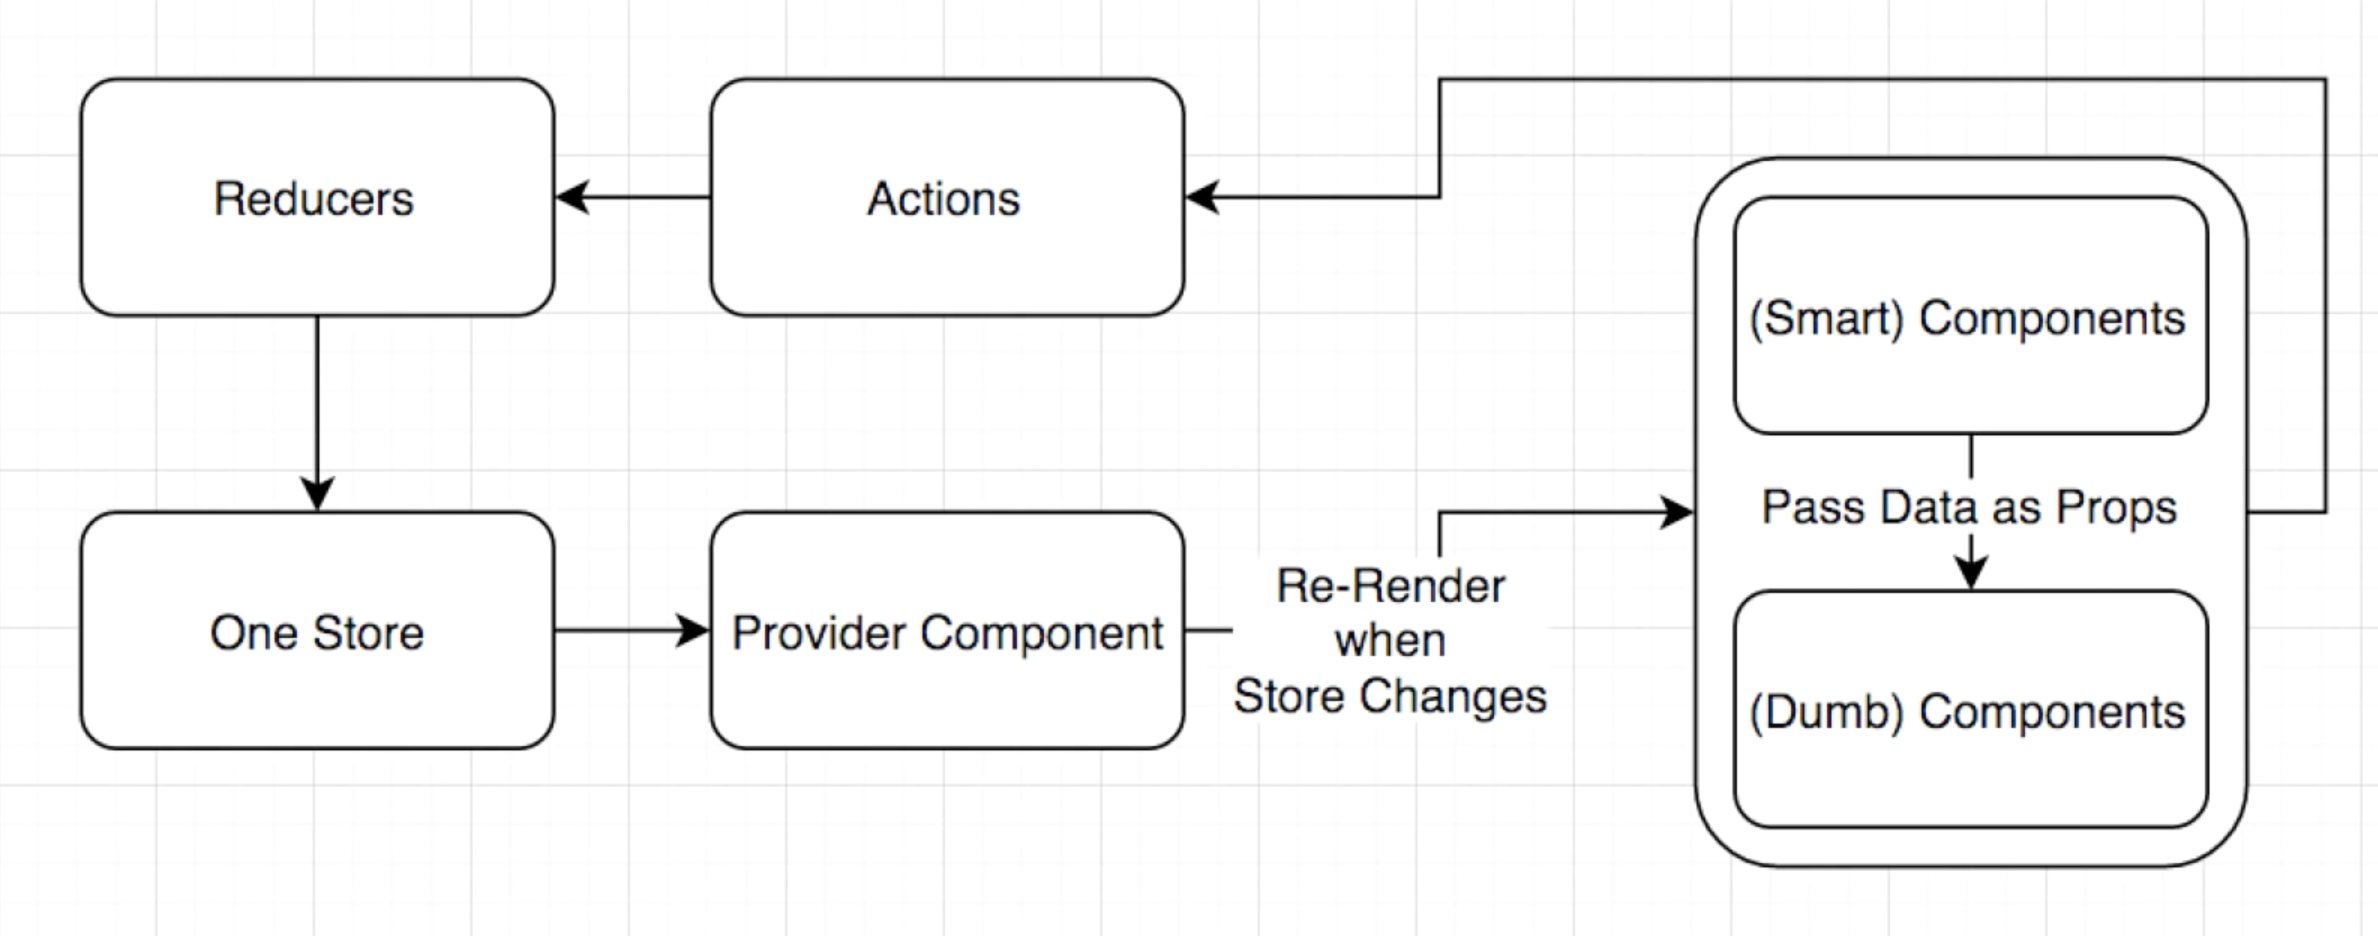 Reducers
Actions
(Smart) Components
Pass Data as Props
(Dumb) Components
One Store
Provider Component
Re-Render
when
Store Changes